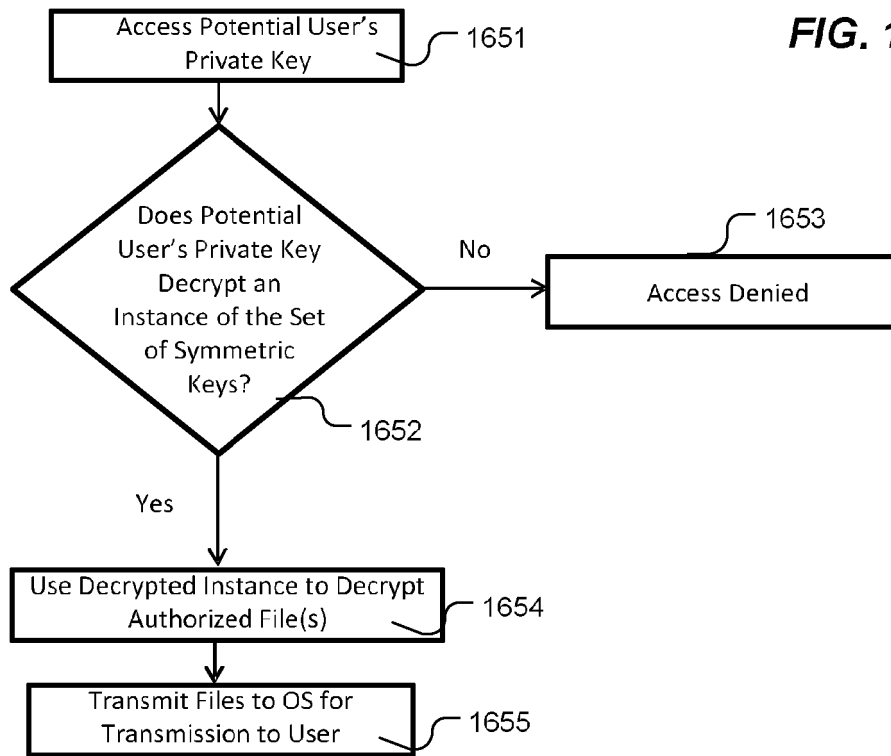 Access Potential User's
Private Key
1651
FIG. 1
Does Potential
User's Private Key
Decrypt an
Instance of the Set
of Symmetric
Keys?
1652
No
1653
Access Denied
Yes
Use Decrypted Instance to Decrypt
Authorized File(s)
1654
Transmit Files to OS for
Transmission to User
1655